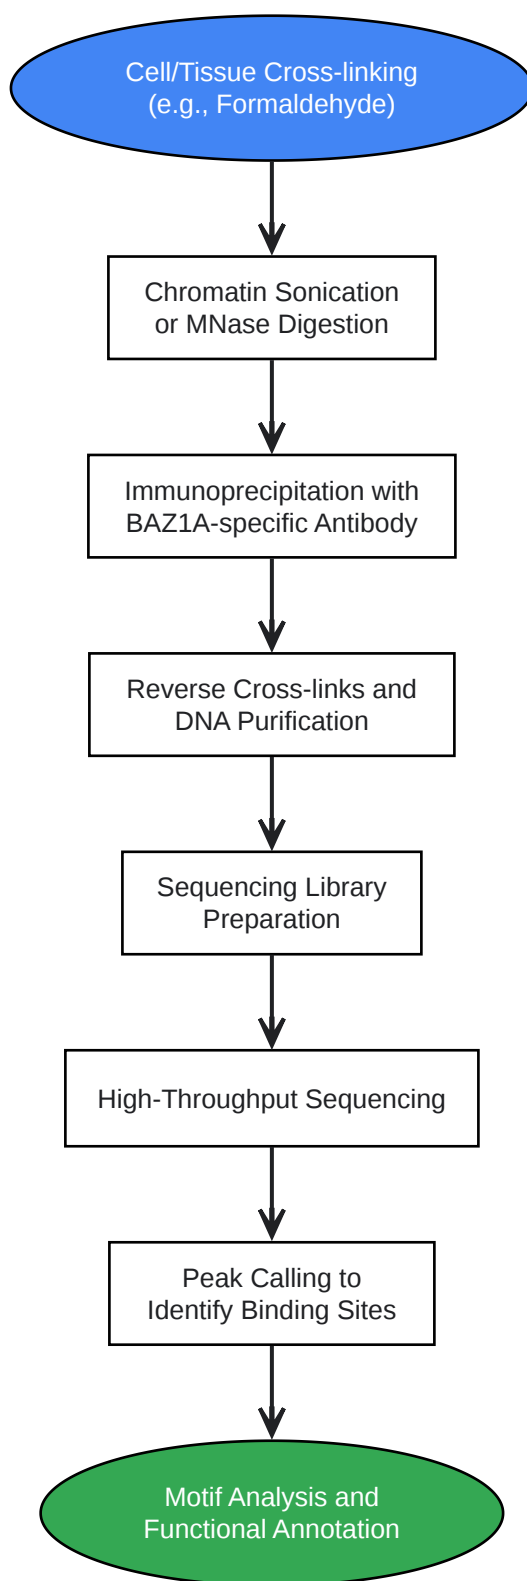 Cell/Tissue Cross-linking
(e.g., Formaldehyde)
Chromatin Sonication
or MNase Digestion
Immunoprecipitation with
BAZ1A-specific Antibody
Reverse Cross-links and
DNA Purification
Sequencing Library
Preparation
High-Throughput Sequencing
Peak Calling to
Identify Binding Sites
Motif Analysis and
Functional Annotation